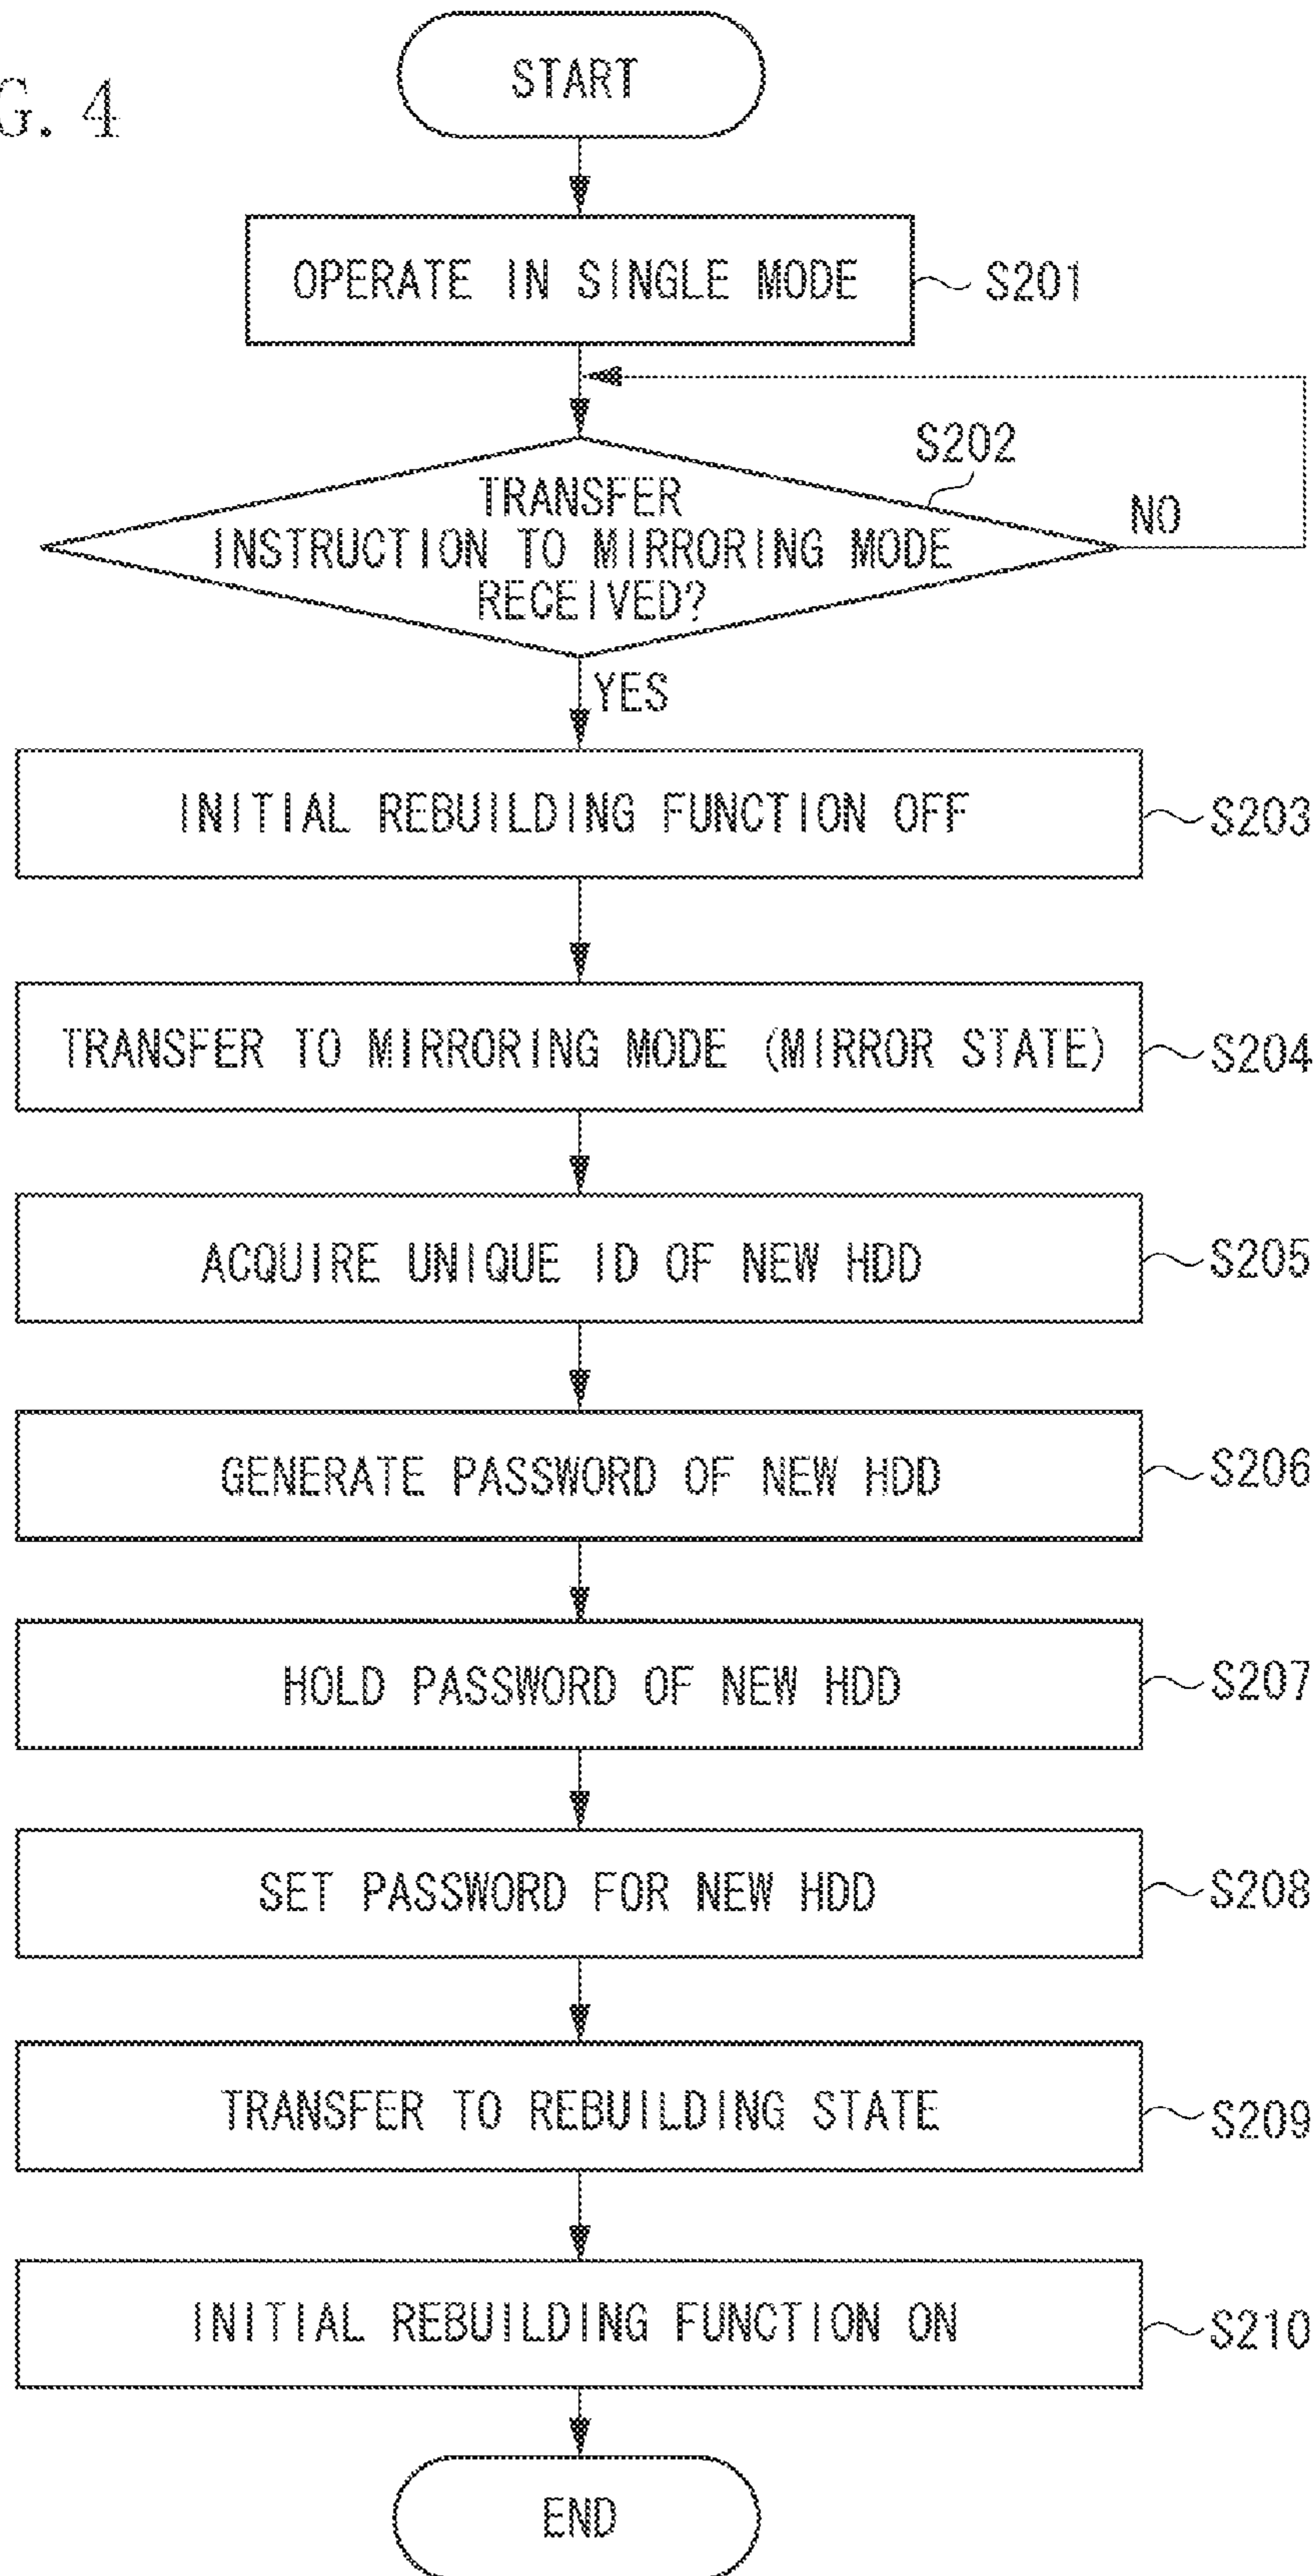 G. 4
START
OPERATE IN SINGLE MODE
S201
S202
TRANSFER
INSTRUCTION TO MIRRORING MODE
RECEIVED?
NO
YES
INITIAL REBUILDING FUNCTION OFF
S203
TRANSFER TO MIRRORING MODE (MIRROR STATE)
S204
ACQUIRE UNIQUE ID OF NEW HDD
S205
GENERATE PASSWORD OF NEW HDD
S206
HOLD PASSWORD OF NEW HDD
S207
SET PASSWORD FOR NEW HDD
S208
TRANSFER TO REBUILDING STATE
S209
INITIAL REBUILDING FUNCTION ON
S210
END